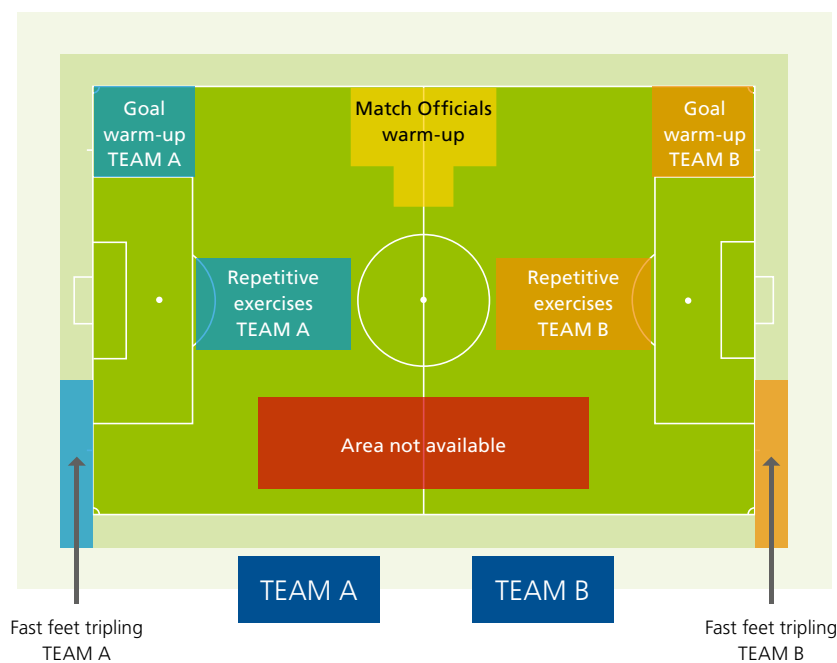 Goal
warm-up
TEAM A
Match Officials
warm-up
Goal
warm-up
TEAM B
Repetitive
exercises
TEAM A
Repetitive
exercises
TEAM B
Area not available
TEAM A
TEAM B
Fast feet tripling
TEAM A
Fast feet tripling
TEAM B